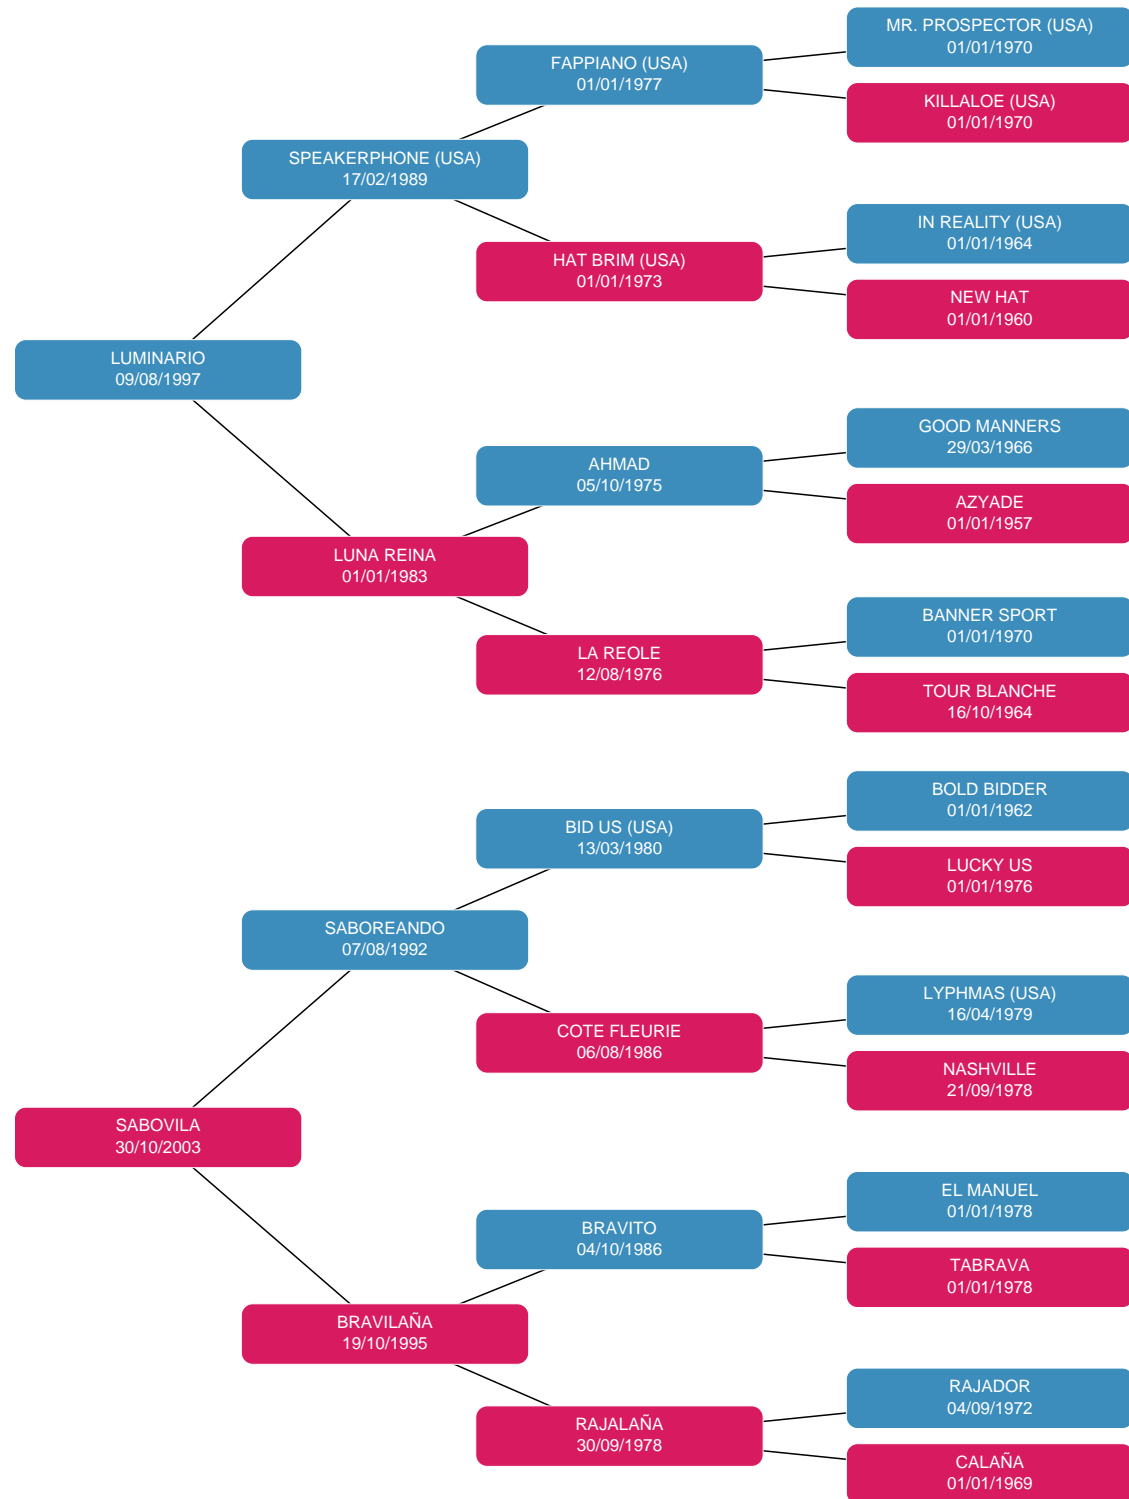 MR. PROSPECTOR (USA)
01/01/1970
FAPPIANO (USA)
01/01/1977
KILLALOE (USA)
01/01/1970
SPEAKERPHONE (USA)
17/02/1989
IN REALITY (USA)
01/01/1964
HAT BRIM (USA)
01/01/1973
NEW HAT
01/01/1960
LUMINARIO
09/08/1997
GOOD MANNERS
29/03/1966
AHMAD
05/10/1975
AZYADE
01/01/1957
LUNA REINA
01/01/1983
BANNER SPORT
01/01/1970
LA REOLE
12/08/1976
TOUR BLANCHE
16/10/1964
BOLD BIDDER
01/01/1962
BID US (USA)
13/03/1980
LUCKY US
01/01/1976
SABOREANDO
07/08/1992
LYPHMAS (USA)
16/04/1979
COTE FLEURIE
06/08/1986
NASHVILLE
21/09/1978
SABOVILA
30/10/2003
EL MANUEL
01/01/1978
BRAVITO
04/10/1986
TABRAVA
01/01/1978
BRAVILAÑA
19/10/1995
RAJADOR
04/09/1972
RAJALAÑA
30/09/1978
CALAÑA
01/01/1969